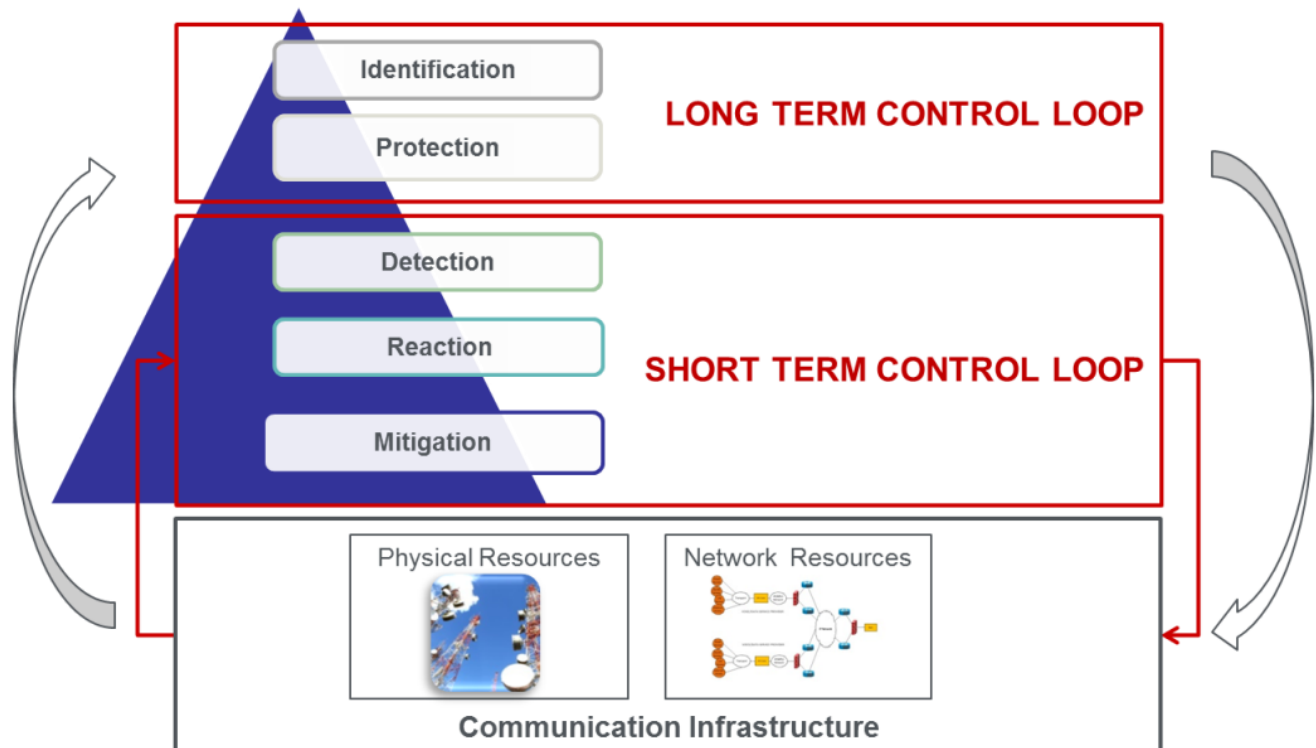 Identification
LONG TERM CONTROL LOOP
Protection
Detection
Reaction
SHORT TERM CONTROL LOOP
Mitigation
Physical Resources
Network Resources
Communication Infrastructure